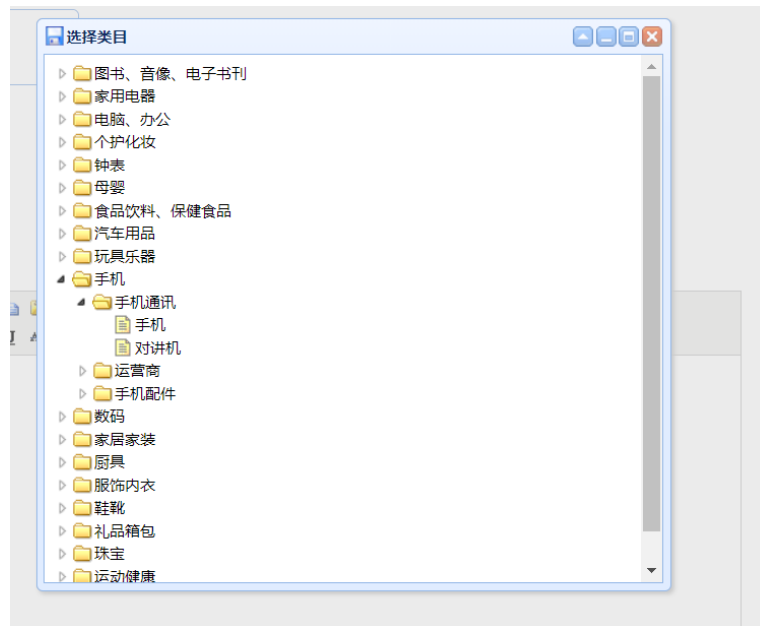 选择类目
图书、音像、电子书刊
家用电器
电脑、办公
个护化妆
钟表
母婴
食品饮料、保健食品
汽车用品
玩具乐器
手机
手机通讯
手机
对讲机
运营商
手机配件
数码
家居家装
厨具
服饰内衣
鞋靴
礼品箱包
珠宝
运动健康